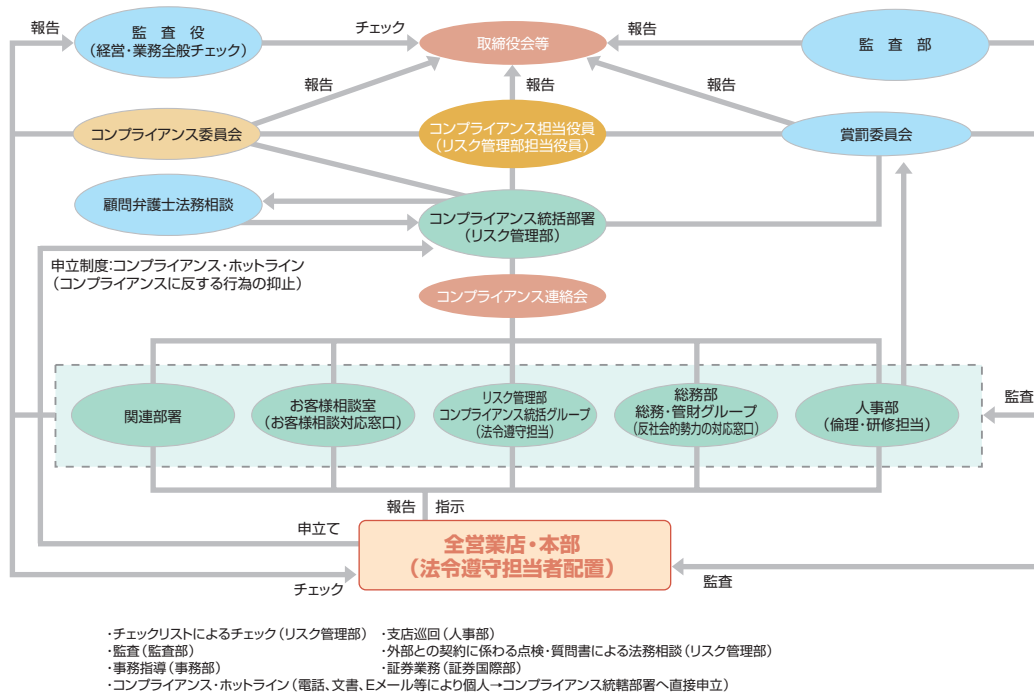 報告
監 査 役
(経営・業務全般チェック)
チェック
取締役会等
報告
監 査 部
報告
報告
報告
コンプライアンス委員会
コンプライアンス担当役員
(リスク管理部担当役員)
賞罰委員会
顧問弁護士法務相談
コンプライアンス統括部署
(リスク管理部)
申立制度:コンプライアンス・ホットライン
(コンプライアンスに反する行為の抑止)
コンプライアンス連絡会
関連部署
お客様相談室
(お客様相談対応窓口)
リスク管理部
コンプライアンス統括グループ
(法令遵守担当)
総務部
総務・管財グループ
(反社会的勢力の対応窓口)
人事部
(倫理・研修担当)
監査
報告 指示
申立て
全営業店・本部
(法令遵守担当者配置)
チェック
監査
・チェックリストによるチェック(リスク管理部) ・支店巡回(人事部)
・監査(監査部) ・外部との契約に係わる点検・質問書による法務相談(リスク管理部)
・事務指導(事務部) ・証券業務(証券国際部)
・コンプライアンス・ホットライン(電話、文書、Eメール等により個人→コンプライアンス統轄部署へ直接申立)